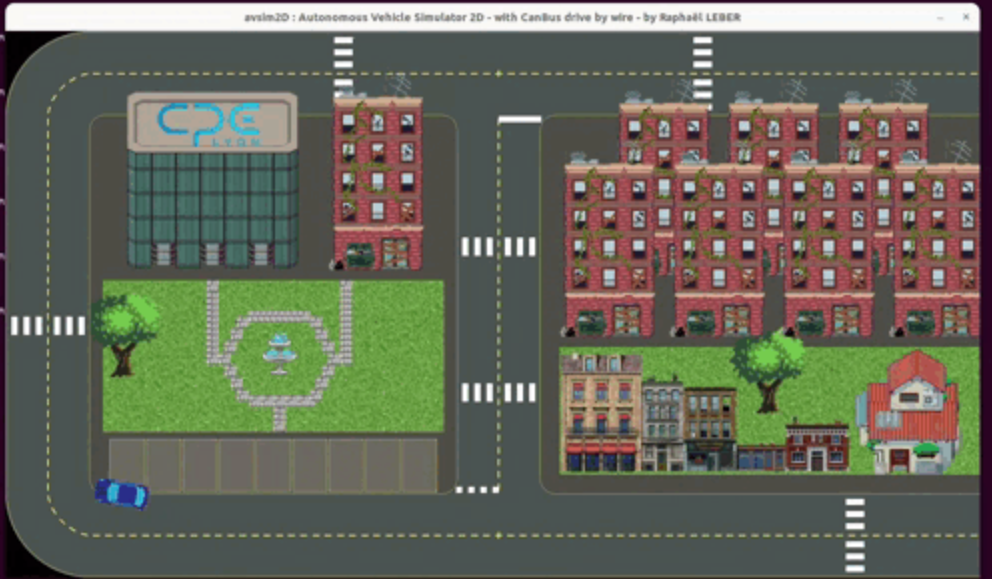 avsim2D : Autonomous Vehicle Simulator 2D - with CanBus drive by wire - by Raphaël LEBER
CPE
LYON